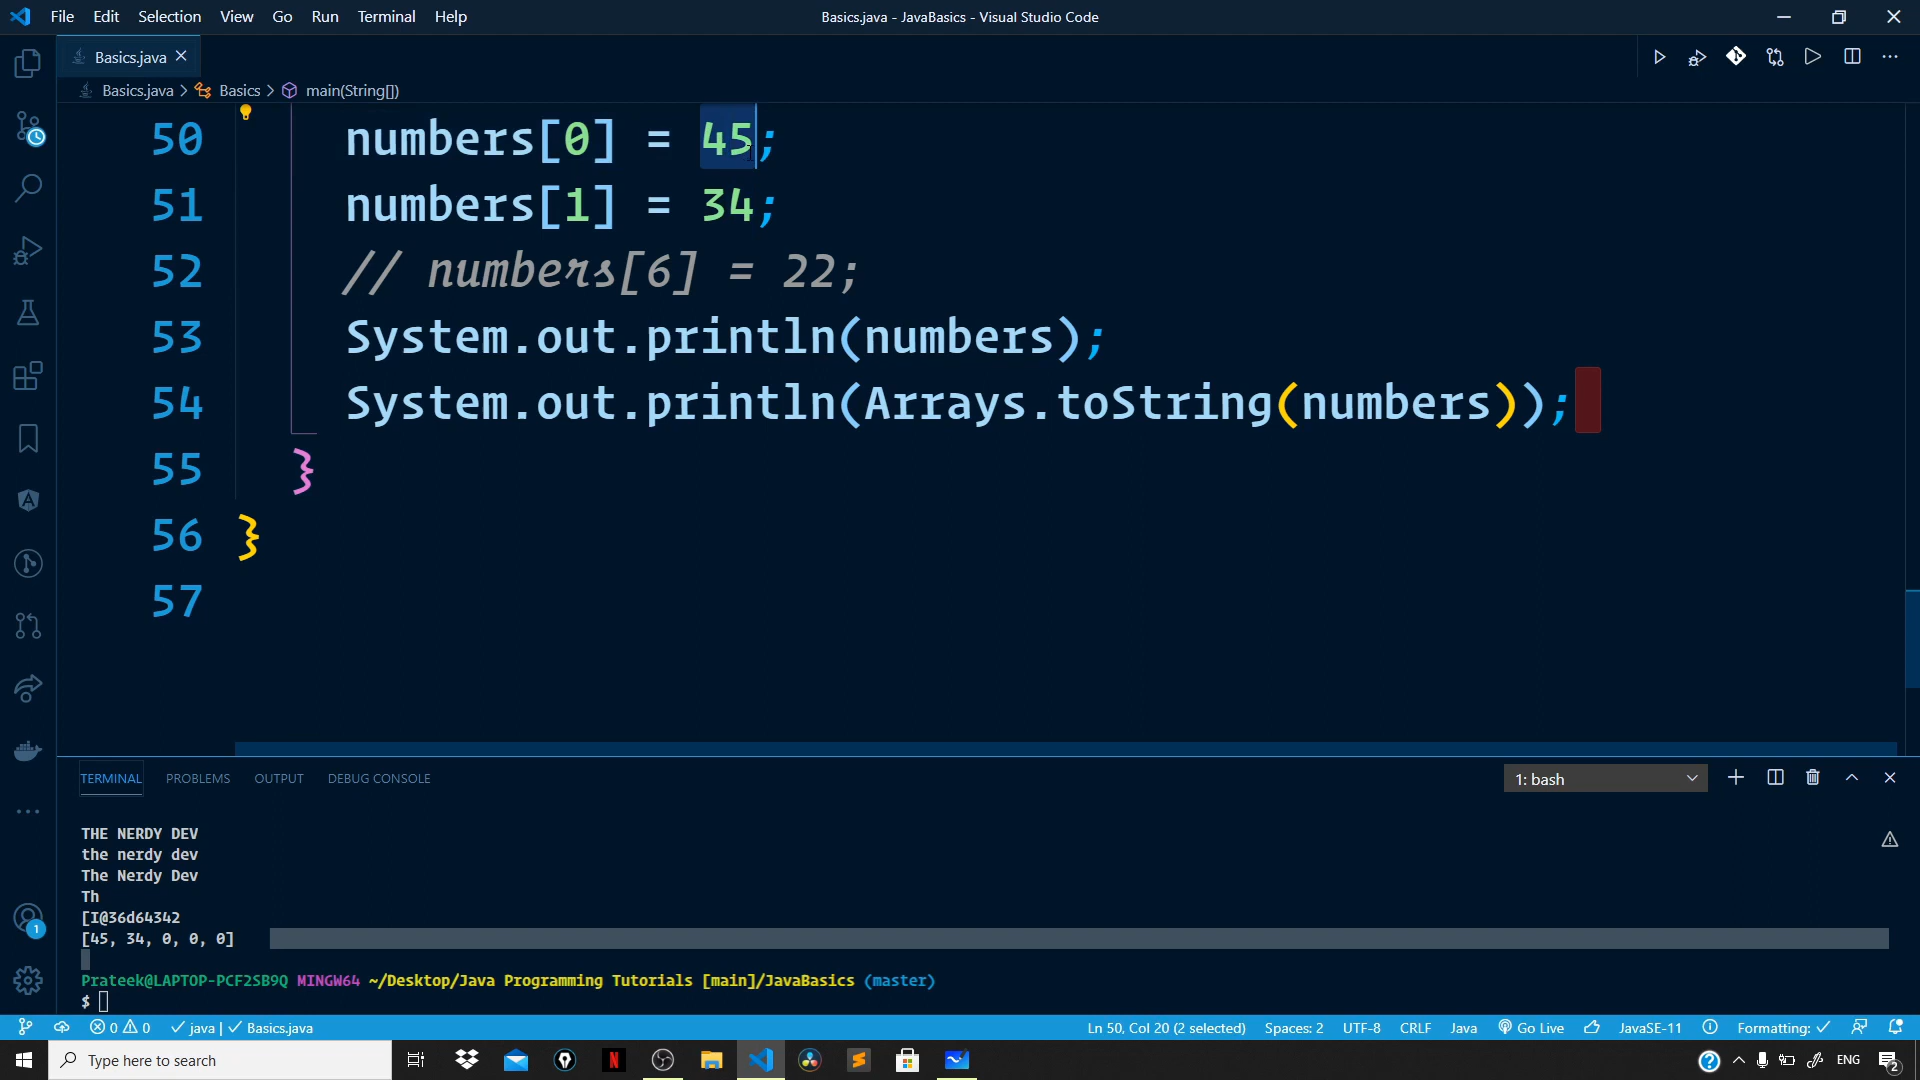 File Edit Selection View Go Run Terminal Help
Basics.java - JavaBasics - Visual Studio Code
Basics.java
Basics.java > Basics > main(String[])
50 numbers[0] = 45;
51 numbers[1] = 34;
52 // numbers[6] = 22;
53 System.out.println(numbers);
54 System.out.println(Arrays.toString(numbers));
55 }
56 }
57
TERMINAL PROBLEMS OUTPUT DEBUG CONSOLE
1: bash
THE NERDY DEV
the nerdy dev
The Nerdy Dev
Th
[I@36d64342
[45, 34, 0, 0, 0]
Prateek@LAPTOP-PCF2SB9Q MINGW64 ~/Desktop/Java Programming Tutorials [main]/JavaBasics (master)
$
1
0 0 java | Basics.java
Ln 50, Col 20 (2 selected) Spaces: 2 UTF-8 CRLF Java Go Live JavaSE-11 Formatting:
Type here to search
ENG
2